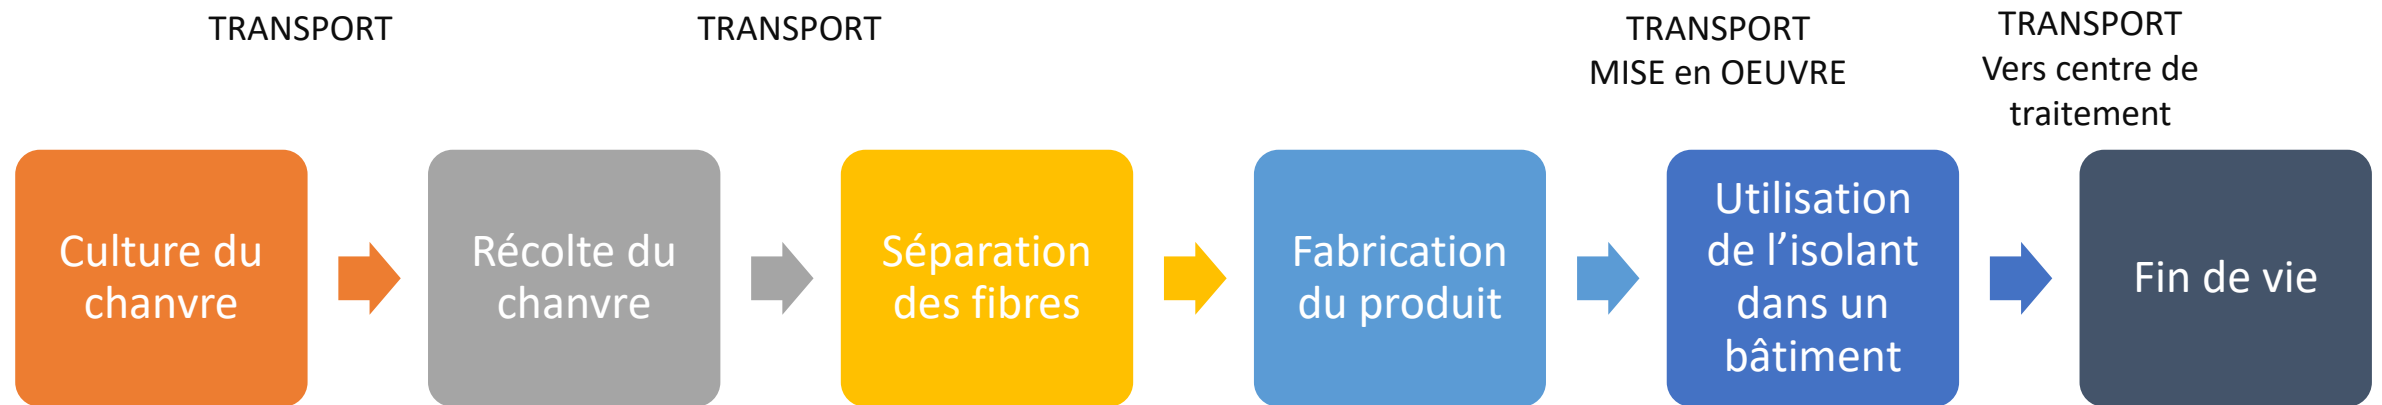 TRANSPORT
TRANSPORT
TRANSPORT
MISE en OEUVRE
TRANSPORT
Vers centre de
traitement
Culture du
chanvre
Récolte du
chanvre
Séparation
des fibres
Fabrication
du produit
Utilisation
de l’isolant
dans un
bâtiment
Fin de vie